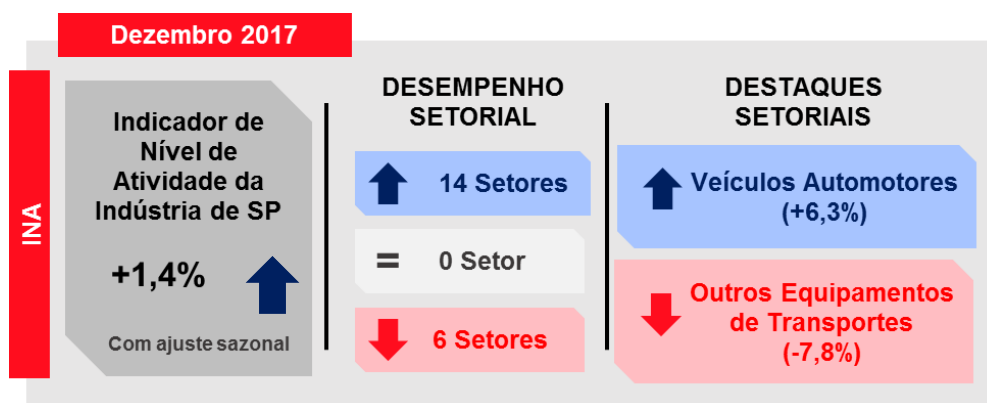 Dezembro 2017
INA
Indicador de
Nível de
Atividade da
Indústria de SP
+1,4%
Com ajuste sazonal
DESEMPENHO
SETORIAL
14 Setores
= 0 Setor
6 Setores
DESTAQUES
SETORIAIS
Veículos Automotores
(+6,3%)
Outros Equipamentos
de Transportes
(-7,8%)